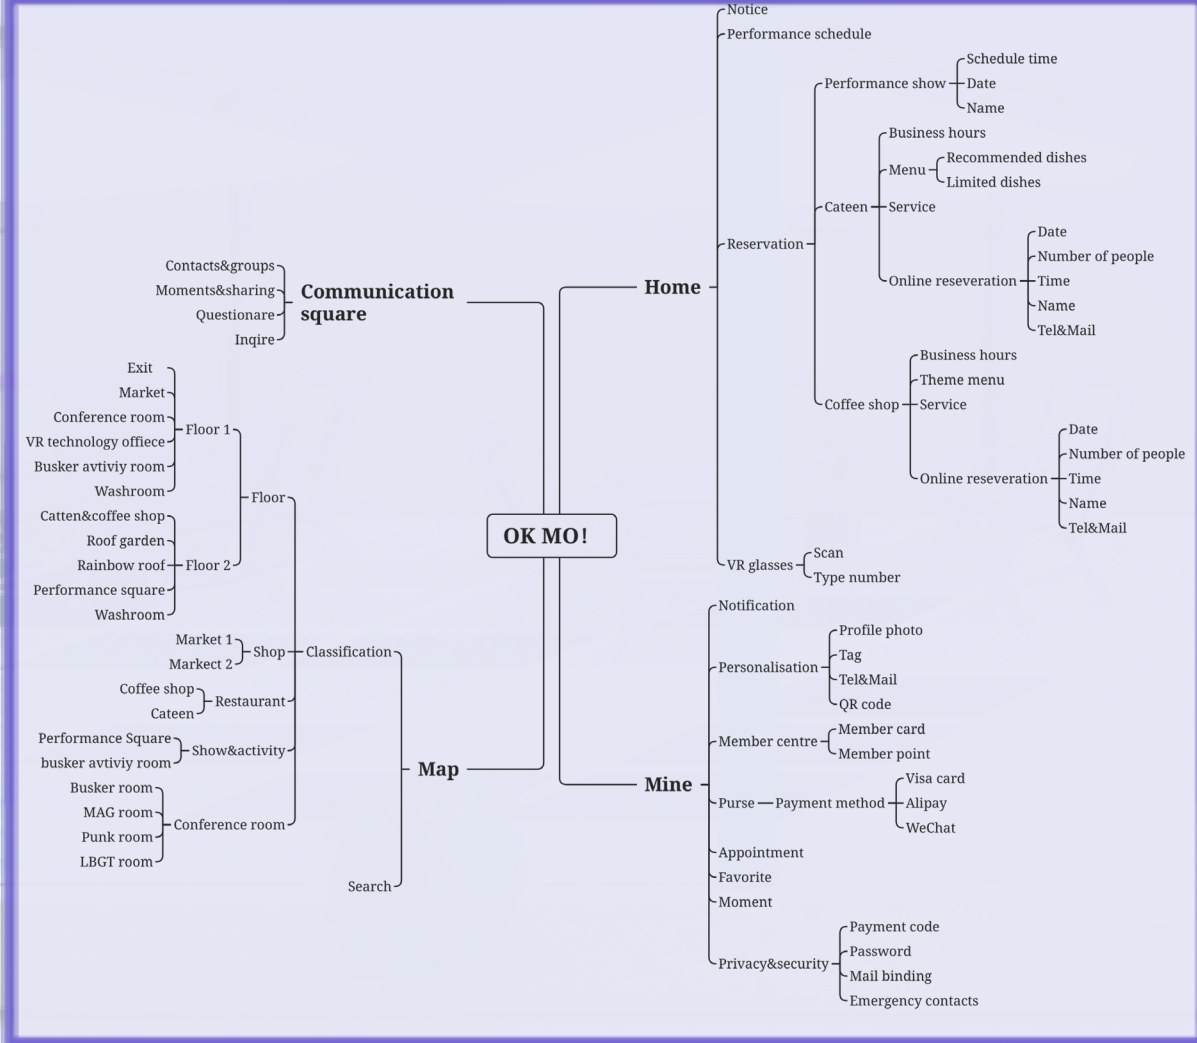 OK MO!
Home
Notice
Performance schedule
Reservation
Performance show
Schedule time
Date
Name
Cateen
Business hours
Menu
Recommended dishes
Limited dishes
Service
Online reseveration
Date
Number of people
Time
Name
Tel&Mail
Coffee shop
Business hours
Theme menu
Service
Online reseveration
Date
Number of people
Time
Name
Tel&Mail
VR glasses
Scan
Type number
Mine
Notification
Personalisation
Profile photo
Tag
Tel&Mail
QR code
Member centre
Member card
Member point
Purse
Payment method
Visa card
Alipay
WeChat
Appointment
Favorite
Moment
Privacy&security
Payment code
Password
Mail binding
Emergency contacts
Communication
square
Contacts&groups
Moments&sharing
Questionare
Inqire
Map
Classification
Floor
Floor 1
Exit
Market
Conference room
VR technology offiece
Busker avtiviy room
Washroom
Floor 2
Catten&coffee shop
Roof garden
Rainbow roof
Performance square
Washroom
Shop
Market 1
Markect 2
Restaurant
Coffee shop
Cateen
Show&activity
Performance Square
busker avtiviy room
Conference room
Busker room
MAG room
Punk room
LBGT room
Search